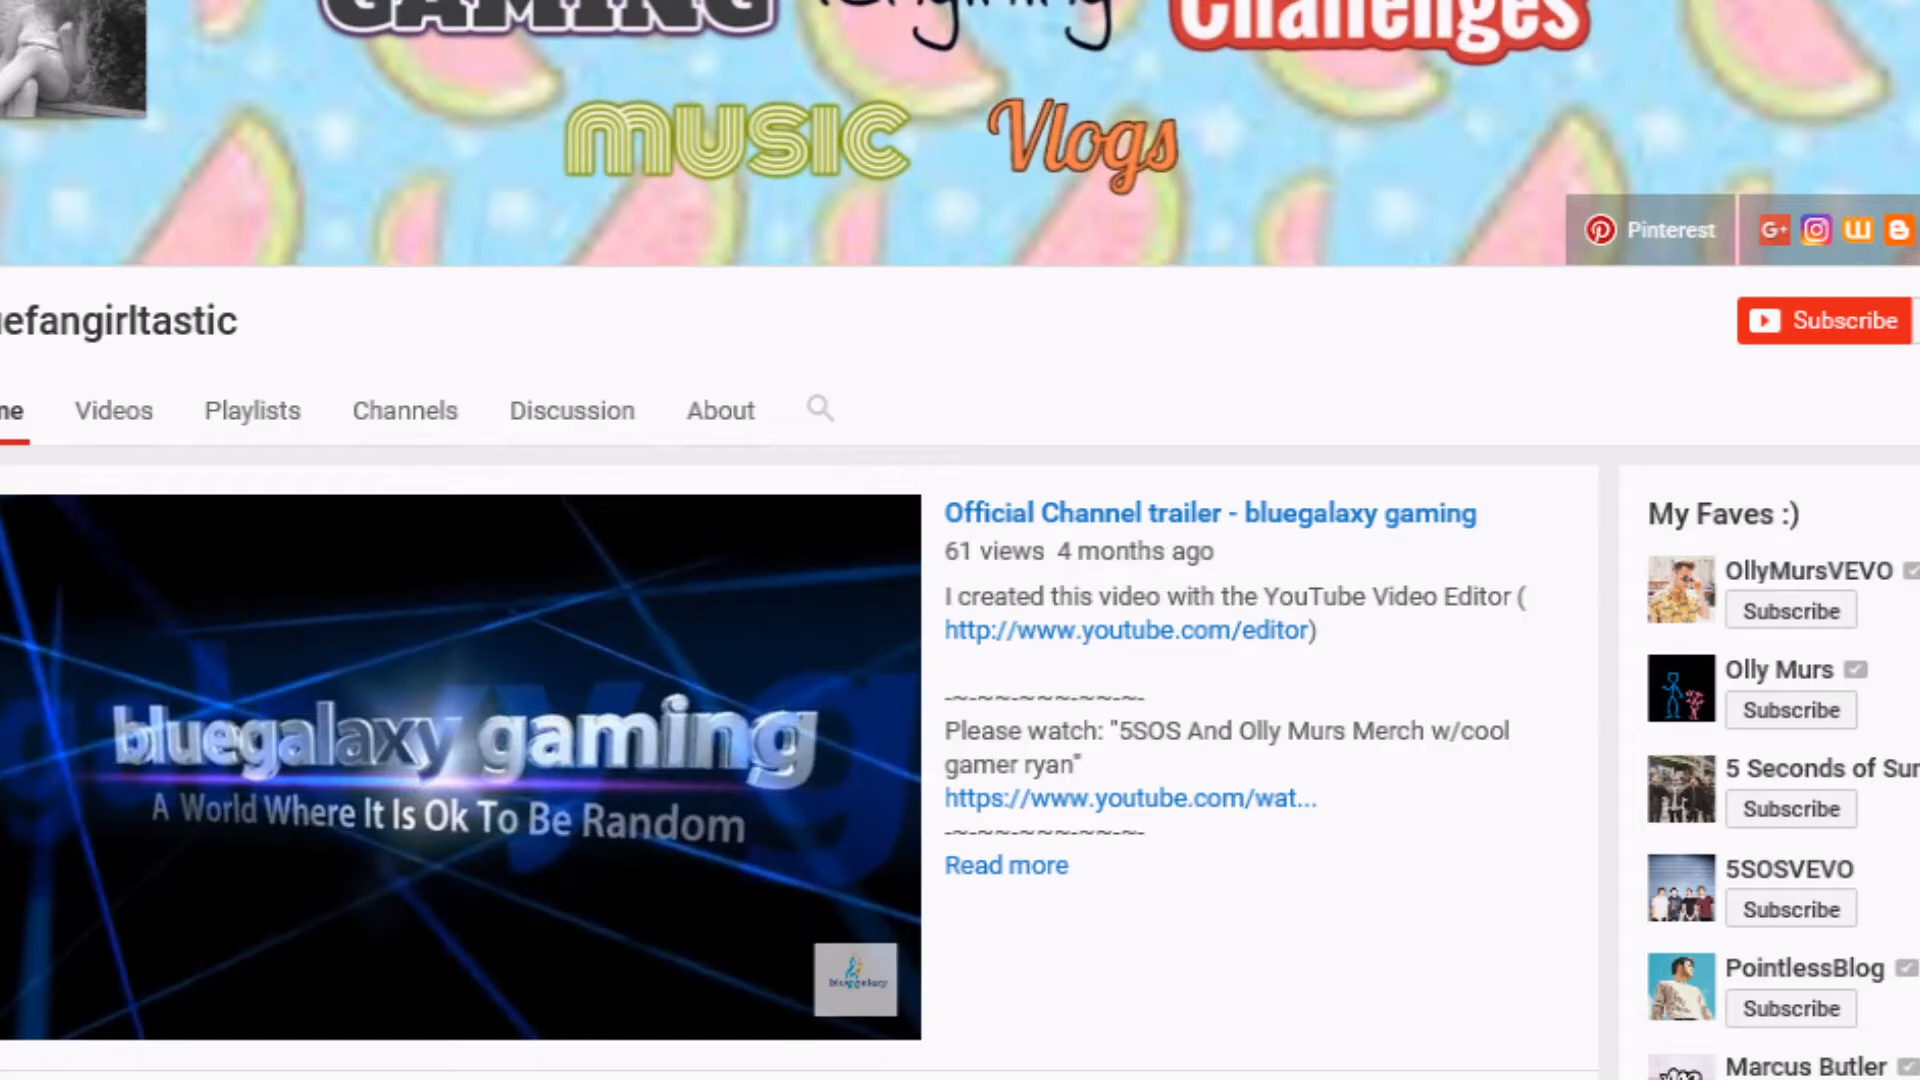 GAMING
Challenges
MUSIC
Vlogs
Pinterest
G+
efangirltastic
Subscribe
Videos
Playlists
Channels
Discussion
About
bluegalaxy gaming
A World Where It Is Ok To Be Random
bluegalaxy
Official Channel trailer - bluegalaxy gaming
61 views 4 months ago
I created this video with the YouTube Video Editor (
http://www.youtube.com/editor)
-~-~~-~~~-~~-~-
Please watch: "5SOS And Olly Murs Merch w/cool
gamer ryan"
https://www.youtube.com/wat...
-~-~~-~~~-~~-~-
Read more
My Faves :)
OllyMursVEVO
Subscribe
Olly Murs
Subscribe
5 Seconds of Sur
Subscribe
5SOSVEVO
Subscribe
PointlessBlog
Subscribe
Marcus Butler